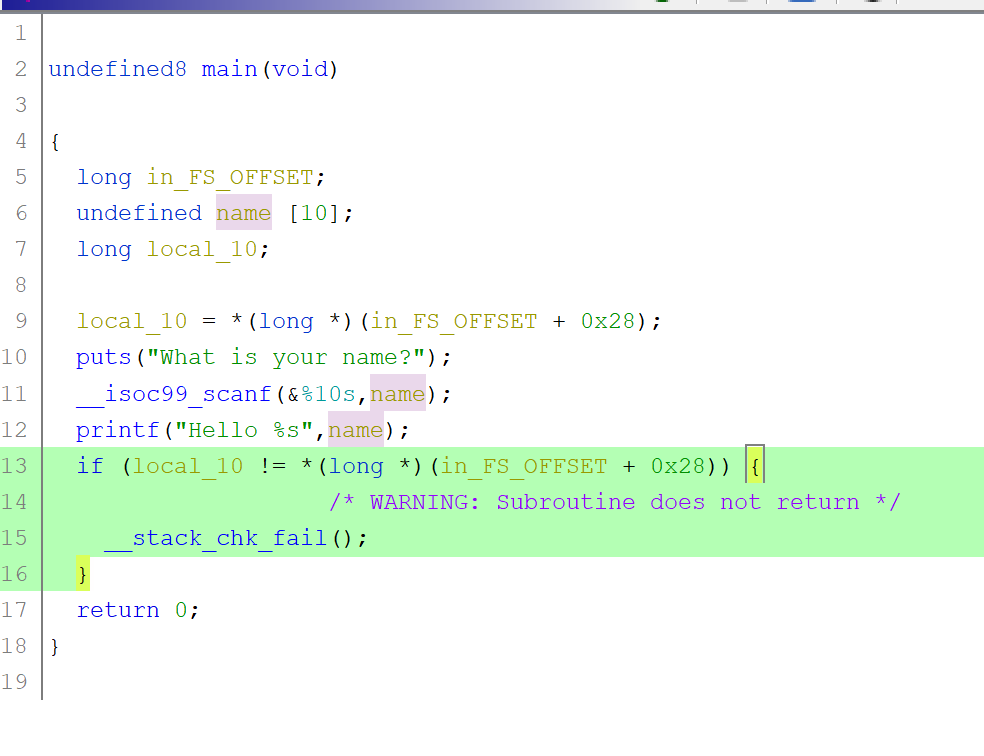 1
2 undefined8 main(void)
3
4 {
5 long in_FS_OFFSET;
6 undefined name [10];
7 long local_10;
8
9 local_10 = *(long *)(in_FS_OFFSET + 0x28);
10 puts("What is your name?");
11 __isoc99_scanf(&%10s,name);
12 printf("Hello %s",name);
13 if (local_10 != *(long *)(in_FS_OFFSET + 0x28)) {
14 /* WARNING: Subroutine does not return */
15 __stack_chk_fail();
16 }
17 return 0;
18 }
19